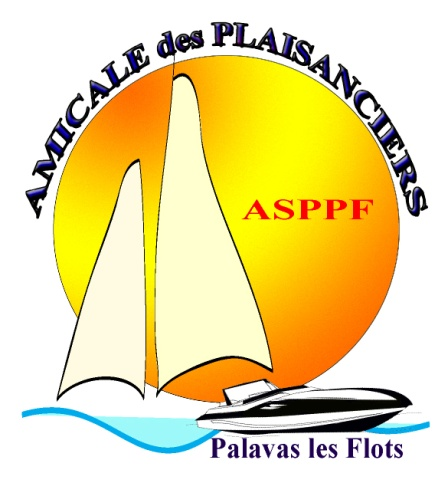 AMICALE des PLAISANCIERS
ASPPF
Palavas les Flots